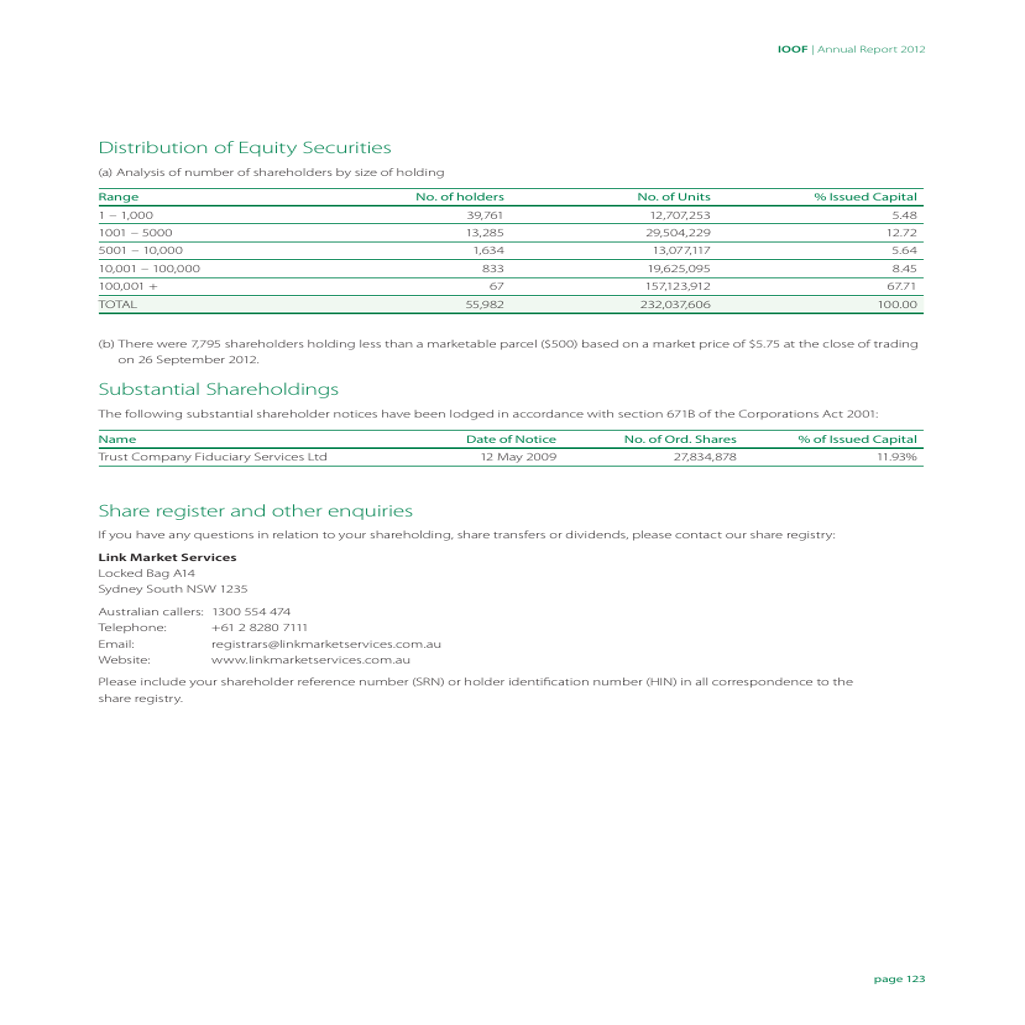 IOOF | Annual Report 2012
Distribution of Equity Securities
(a) Analysis of number of shareholders by size of holding
Range No. of holders No. of Units % Issued Capital
1 – 1,000 39,761 12,707,253 5.48
1001 – 5000 13,285 29,504,229 12.72
5001 – 10,000 1,634 13,077,117 5.64
10,001 – 100,000 833 19,625,095 8.45
100,001 + 67 157,123,912 67.71
TOTAL 55,982 232,037,606 100.00
(b) There were 7,795 shareholders holding less than a marketable parcel ($500) based on a market price of $5.75 at the close of trading
on 26 September 2012.
Substantial Shareholdings
The following substantial shareholder notices have been lodged in accordance with section 671B of the Corporations Act 2001:
Name Date of Notice No. of Ord. Shares % of Issued Capital
Trust Company Fiduciary Services Ltd 12 May 2009 27,834,878 11.93%
Share register and other enquiries
If you have any questions in relation to your shareholding, share transfers or dividends, please contact our share registry:
Link Market Services
Locked Bag A14
Sydney South NSW 1235
Australian callers: 1300 554 474
Telephone: +61 2 8280 7111
Email: registrars@linkmarketservices.com.au
Website: www.linkmarketservices.com.au
Please include your shareholder reference number (SRN) or holder identification number (HIN) in all correspondence to the
share registry.
page 123